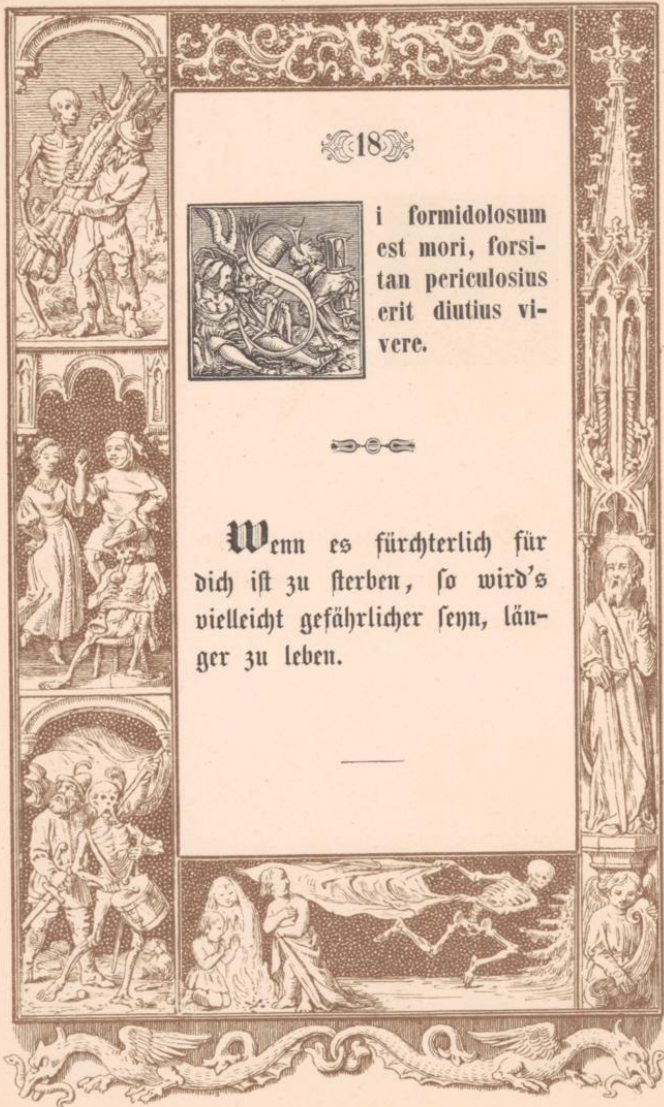 18
Si formidolosum
est mori, forsi-
tan periculosius
erit diutius vi-
vere.
Wenn es fürchterlich für
dich ist zu sterben, so wird's
vielleicht gefährlicher seyn, län-
ger zu leben.